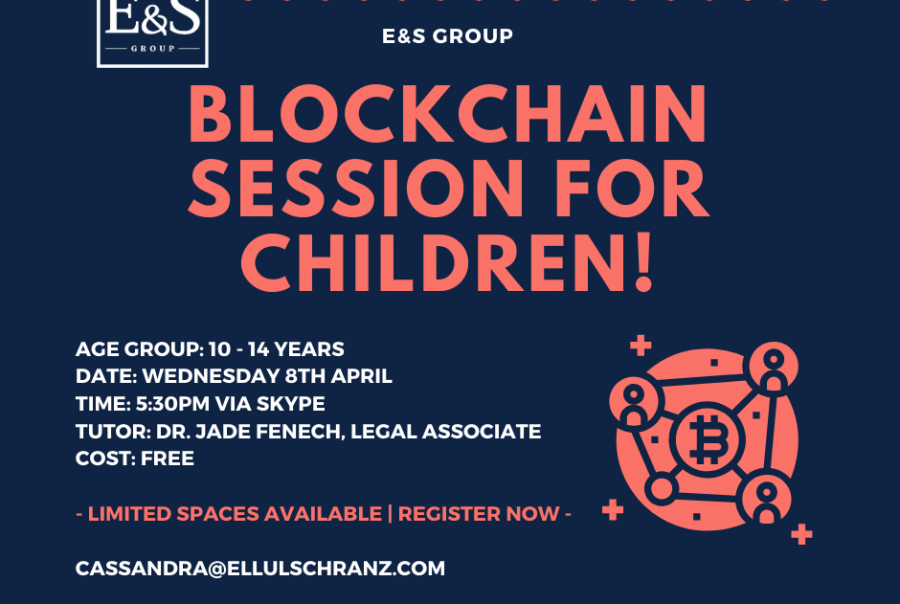 E&S
GROUP
E&S GROUP
BLOCKCHAIN
SESSION FOR
CHILDREN!
AGE GROUP: 10 - 14 YEARS
DATE: WEDNESDAY 8TH APRIL
TIME: 5:30PM VIA SKYPE
TUTOR: DR. JADE FENECH, LEGAL ASSOCIATE
COST: FREE
- LIMITED SPACES AVAILABLE | REGISTER NOW -
CASSANDRA@ELLULSCHRANZ.COM